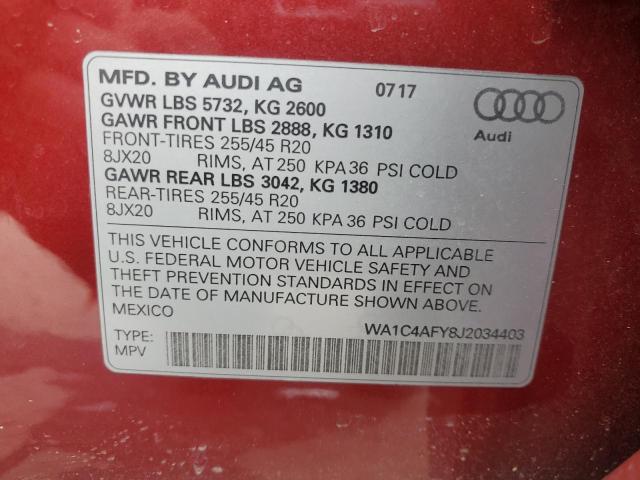 MFD. BY AUDI AG 0717
GVWR LBS 5732, KG 2600
GAWR FRONT LBS 2888, KG 1310
FRONT-TIRES 255/45 R20
8JX20 RIMS, AT 250 KPA 36 PSI COLD
GAWR REAR LBS 3042, KG 1380
REAR-TIRES 255/45 R20
8JX20 RIMS, AT 250 KPA 36 PSI COLD
Audi
THIS VEHICLE CONFORMS TO ALL APPLICABLE
U.S. FEDERAL MOTOR VEHICLE SAFETY AND
THEFT PREVENTION STANDARDS IN EFFECT ON
THE DATE OF MANUFACTURE SHOWN ABOVE.
MEXICO
WA1C4AFY8J2034403
TYPE:
MPV